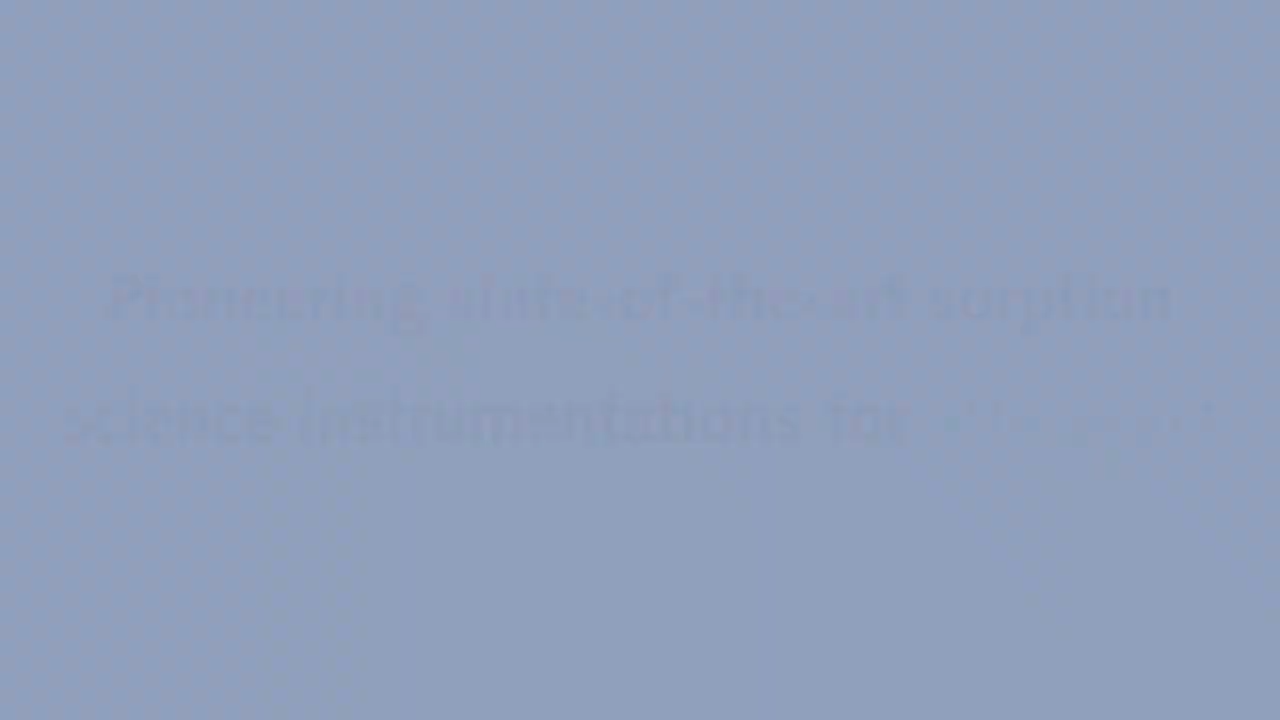 Pioneering state-of-the-art sorption
science instrumentations for